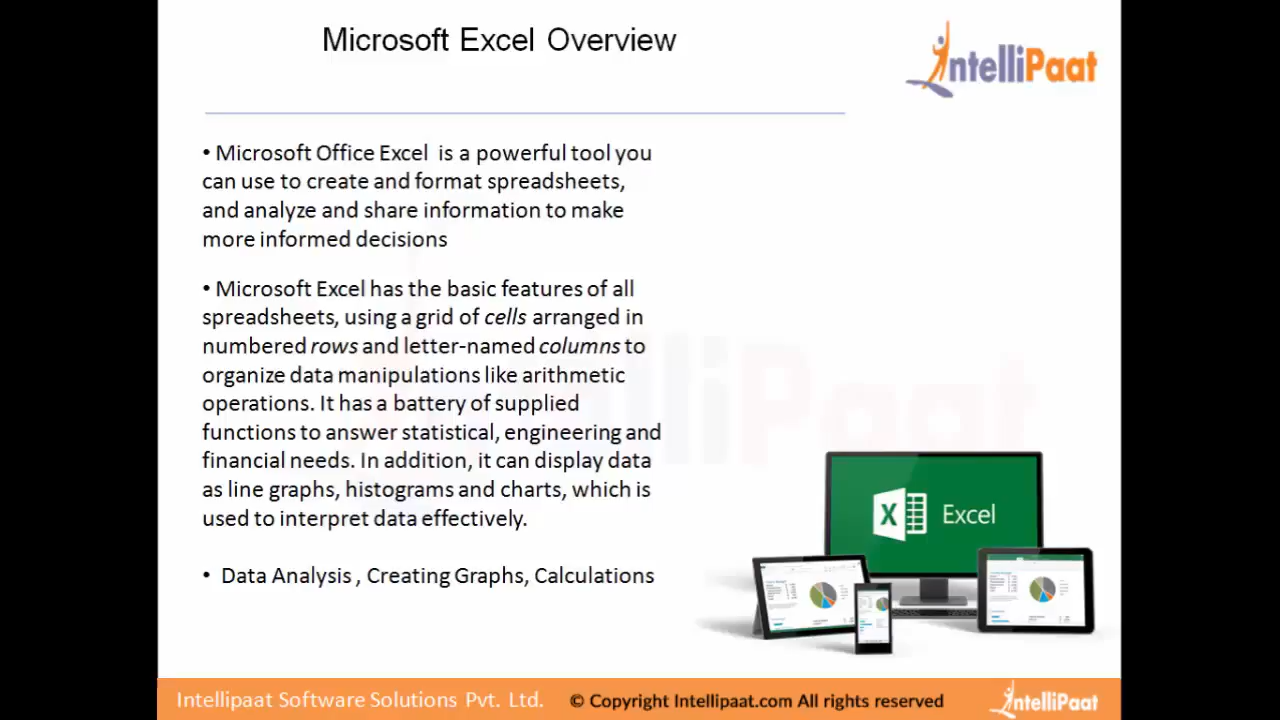 Microsoft Excel Overview
IntelliPaat
• Microsoft Office Excel is a powerful tool you
can use to create and format spreadsheets,
and analyze and share information to make
more informed decisions
• Microsoft Excel has the basic features of all
spreadsheets, using a grid of cells arranged in
numbered rows and letter-named columns to
organize data manipulations like arithmetic
operations. It has a battery of supplied
functions to answer statistical, engineering and
financial needs. In addition, it can display data
as line graphs, histograms and charts, which is
used to interpret data effectively.
• Data Analysis , Creating Graphs, Calculations
X Excel
Intellipaat Software Solutions Pvt. Ltd. © Copyright Intellipaat.com All rights reserved IntelliPaat